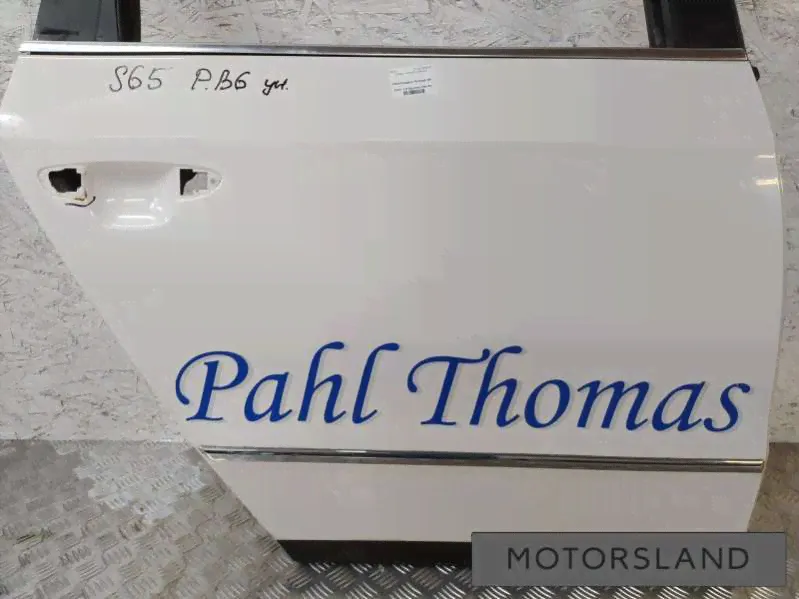 S65 P.B6 ун.
Pahl Thomas
MOTORSLAND